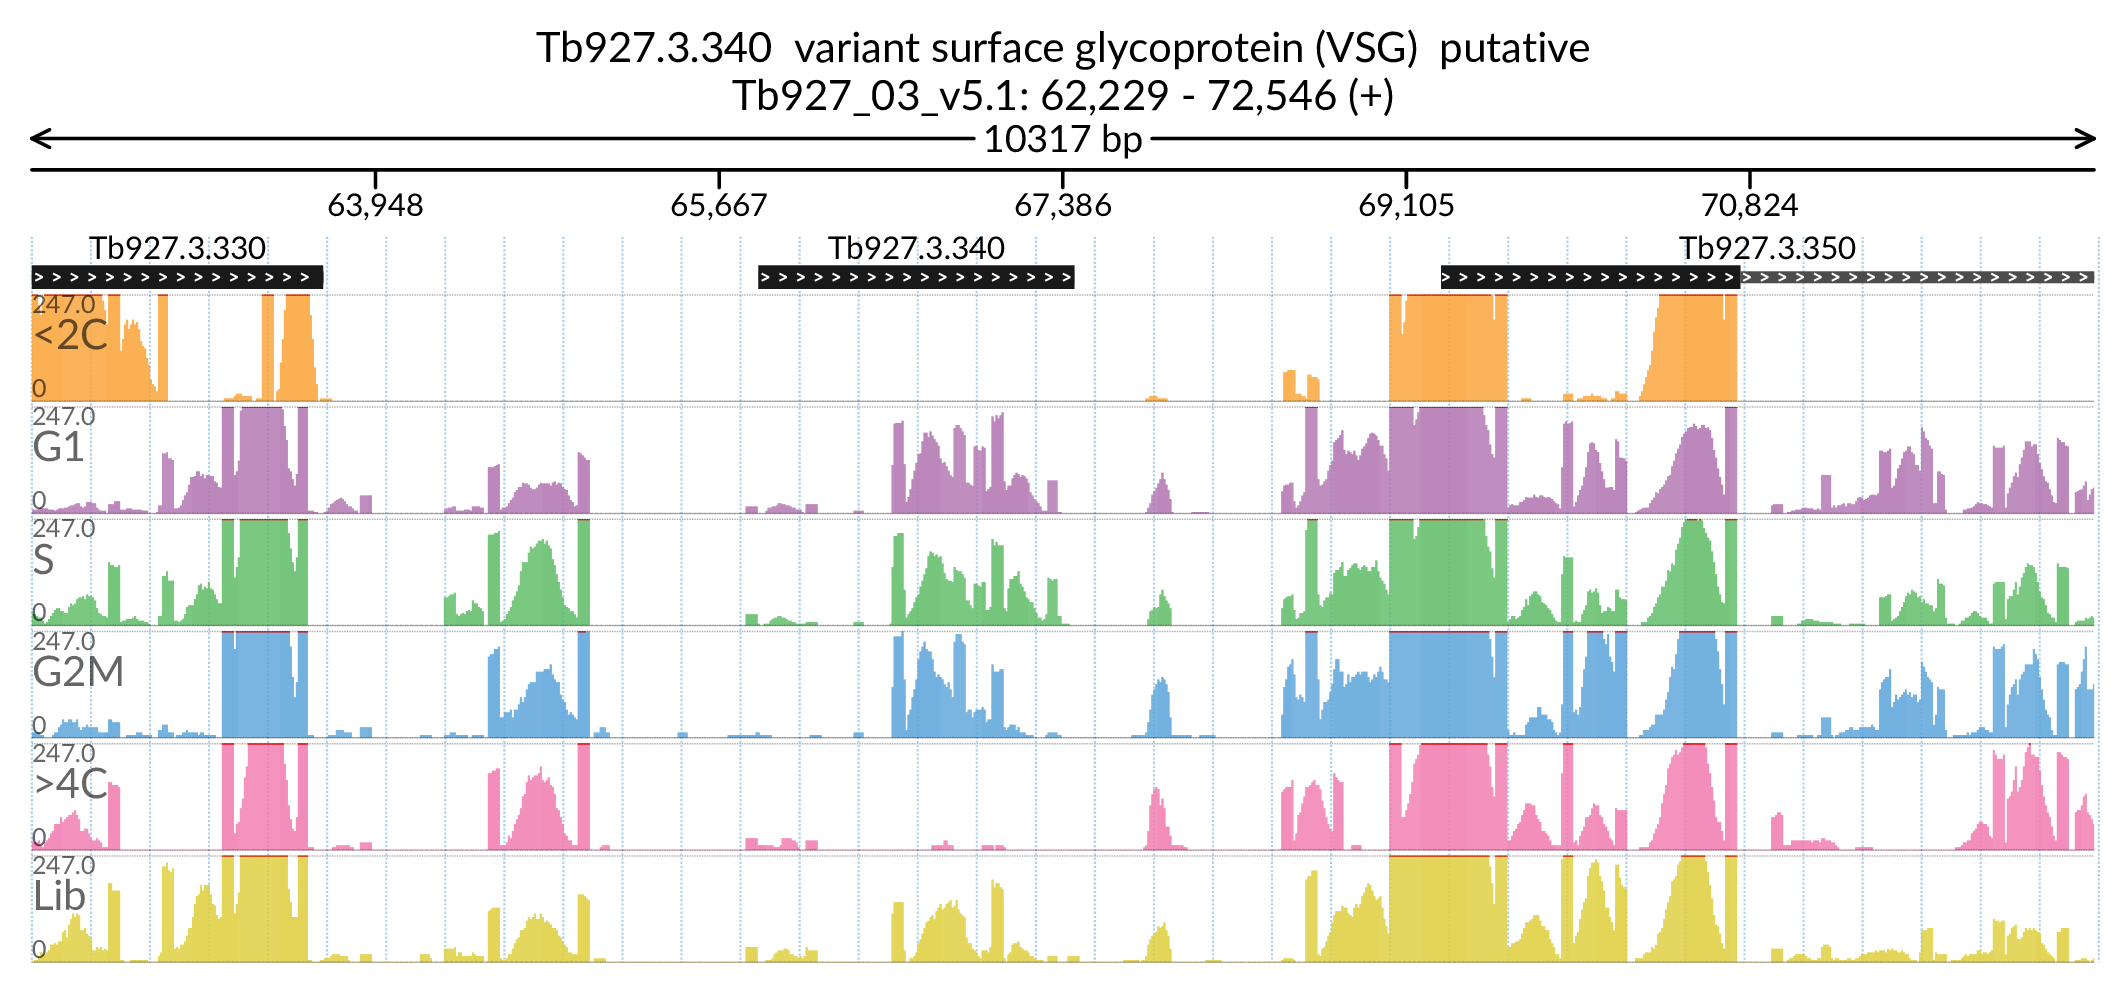 Tb927.3.340 variant surface glycoprotein (VSG) putative
Tb927_03_v5.1: 62,229 - 72,546 (+)
10317 bp
63,948 65,667 67,386 69,105 70,824
Tb927.3.330 Tb927.3.340 Tb927.3.350
247.0
<2C
0
247.0
G1
0
247.0
S
0
247.0
G2M
0
247.0
>4C
0
247.0
Lib
0